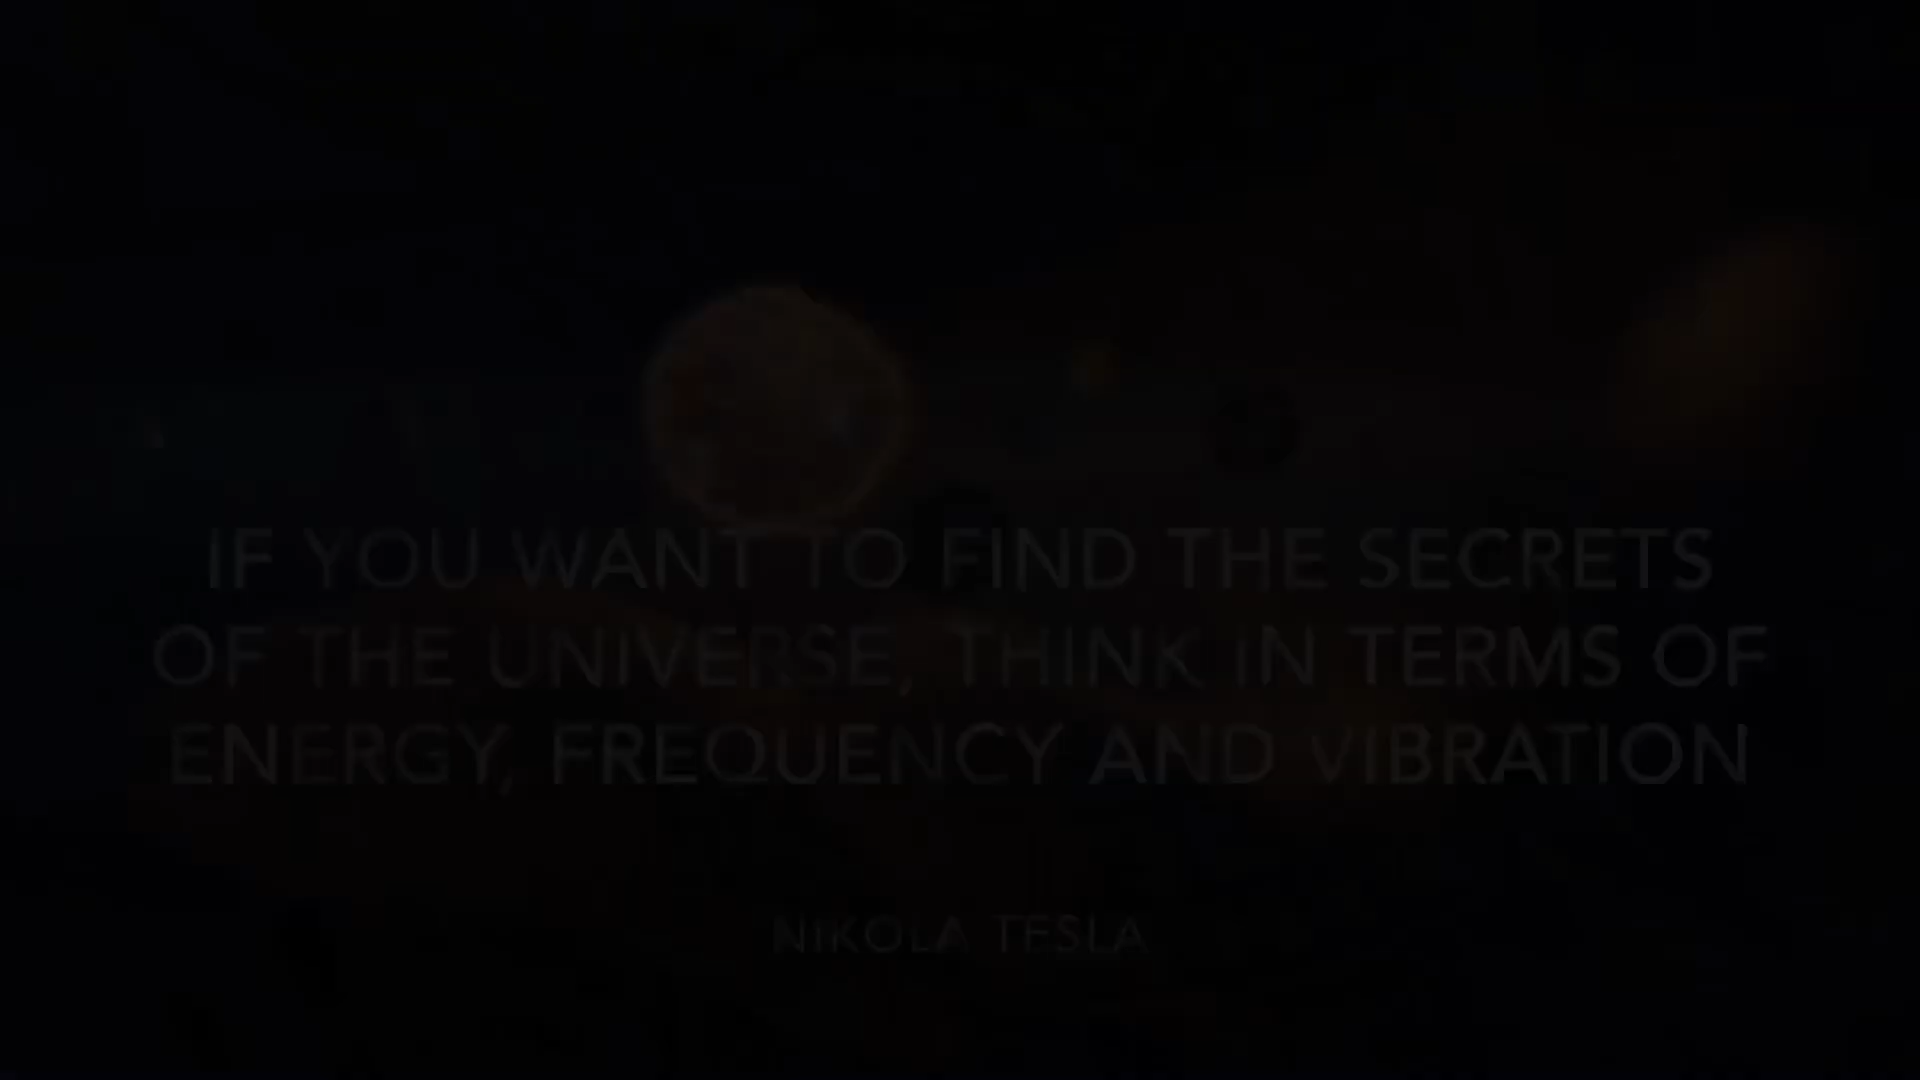 IF YOU WANT TO FIND THE SECRETS
OF THE UNIVERSE, THINK IN TERMS OF
ENERGY, FREQUENCY AND VIBRATION
NIKOLA TESLA